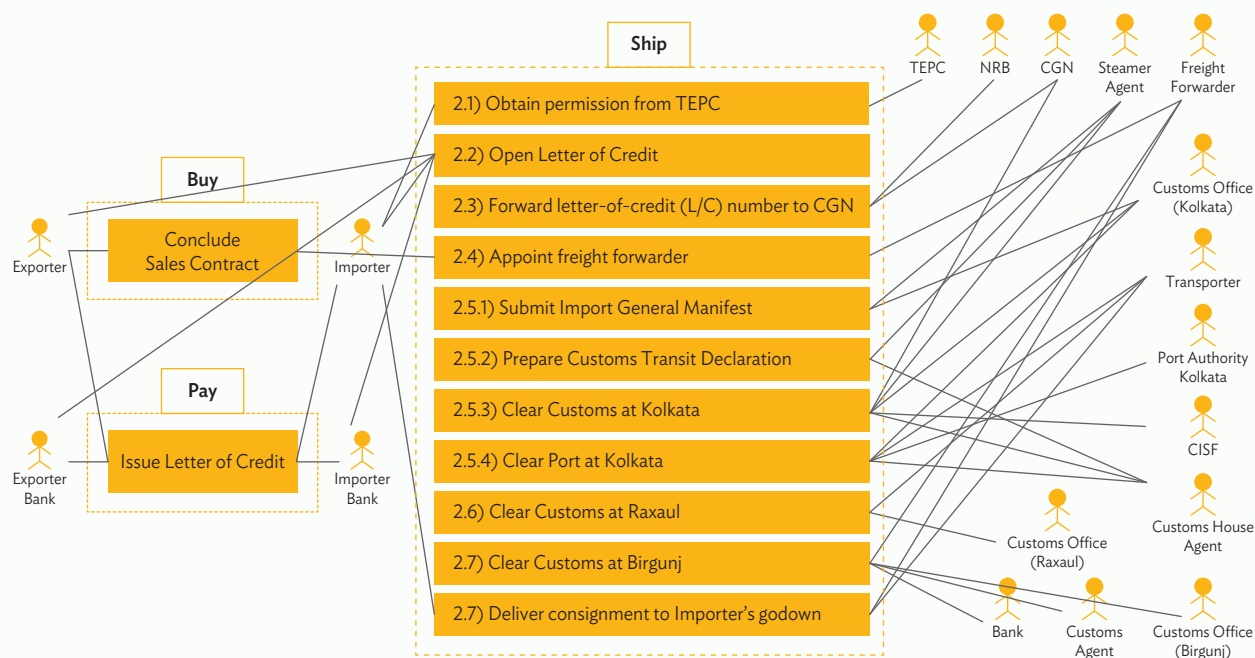 Ship
TEPC
NRB
CGN
Steamer
Agent
Freight
Forwarder
2.1) Obtain permission from TEPC
2.2) Open Letter of Credit
2.3) Forward letter-of-credit (L/C) number to CGN
2.4) Appoint freight forwarder
2.5.1) Submit Import General Manifest
2.5.2) Prepare Customs Transit Declaration
2.5.3) Clear Customs at Kolkata
2.5.4) Clear Port at Kolkata
2.6) Clear Customs at Raxaul
2.7) Clear Customs at Birgunj
2.7) Deliver consignment to Importer's godown
Buy
Conclude
Sales Contract
Exporter
Importer
Pay
Issue Letter of Credit
Exporter
Bank
Importer
Bank
Customs Office
(Kolkata)
Transporter
Port Authority
Kolkata
CISF
Customs House
Agent
Customs Office
(Raxaul)
Bank
Customs
Agent
Customs Office
(Birgunj)